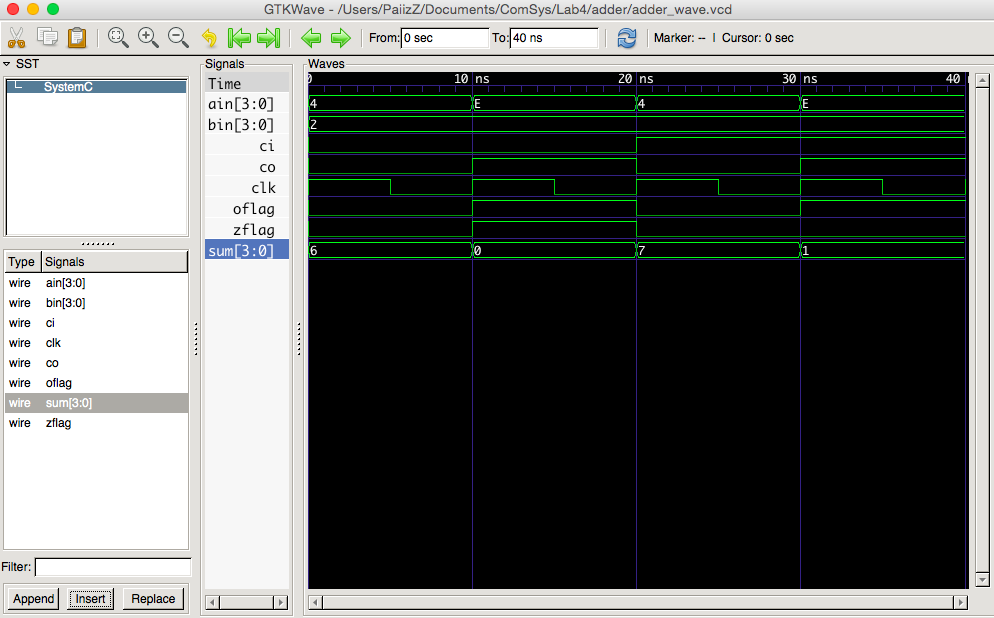 GTKWave - /Users/PaiizZ/Documents/ComSys/Lab4/adder/adder_wave.vcd
From: 0 sec To: 40 ns Marker: -- | Cursor: 0 sec
SST
SystemC
Type Signals
wire ain[3:0]
wire bin[3:0]
wire ci
wire clk
wire co
wire oflag
wire sum[3:0]
wire zflag
Filter:
Append Insert Replace
Signals
Time
ain[3:0]
bin[3:0]
ci
co
clk
oflag
zflag
sum[3:0]
Waves
0 10 ns 20 ns 30 ns 40
4 E 4 E
2
6 0 7 1